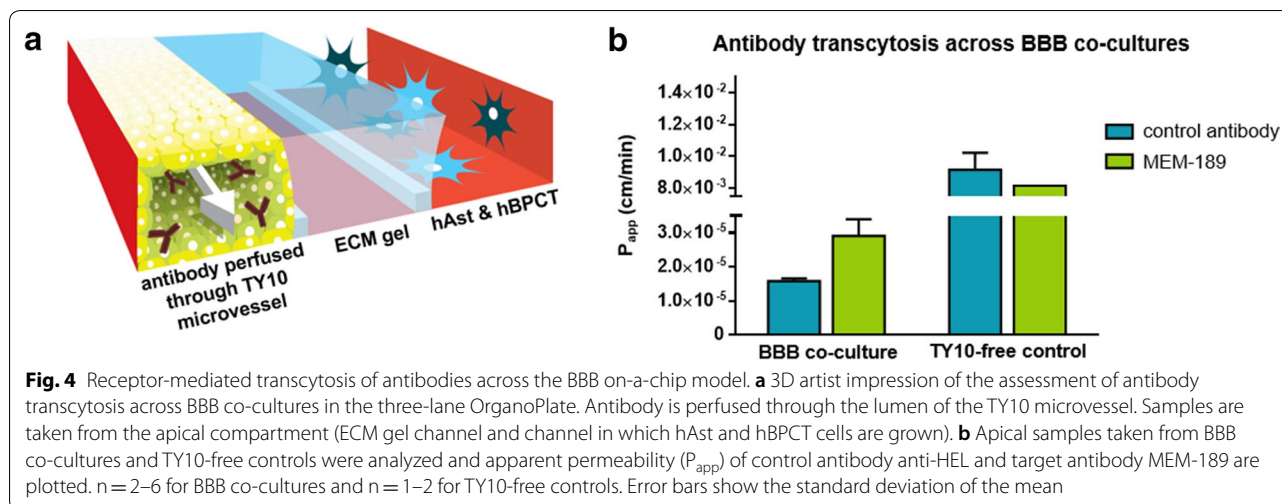 a
antibody perfused
through TY10
microvessel
ECM gel
hAst & hBPCT
b
Antibody transcytosis across BBB co-cultures
Papp (cm/min)
1.4×10⁻²
1.2×10⁻²
1.0×10⁻²
8.0×10⁻³
3.0×10⁻⁵
2.0×10⁻⁵
1.0×10⁻⁵
0
BBB co-culture
TY10-free control
control antibody
MEM-189
Fig. 4 Receptor-mediated transcytosis of antibodies across the BBB on-a-chip model. a 3D artist impression of the assessment of antibody
transcytosis across BBB co-cultures in the three-lane OrganoPlate. Antibody is perfused through the lumen of the TY10 microvessel. Samples are
taken from the apical compartment (ECM gel channel and channel in which hAst and hBPCT cells are grown). b Apical samples taken from BBB
co-cultures and TY10-free controls were analyzed and apparent permeability (Papp) of control antibody anti-HEL and target antibody MEM-189 are
plotted. n = 2–6 for BBB co-cultures and n = 1–2 for TY10-free controls. Error bars show the standard deviation of the mean